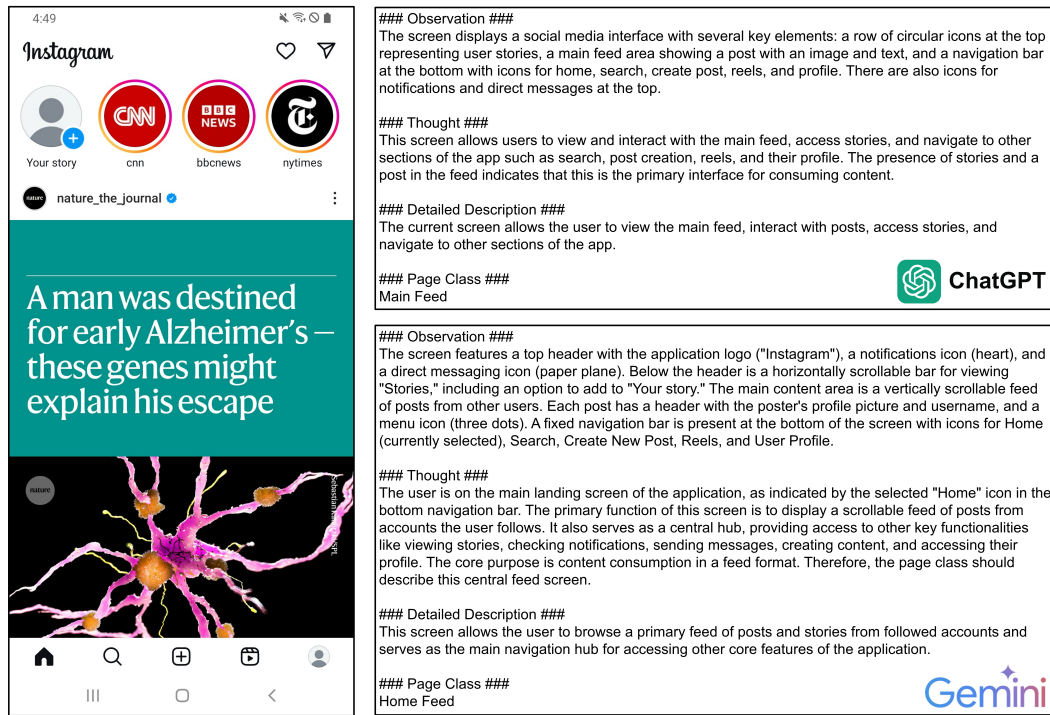 4:49
Instagram
CNN
BBC
NEWS
Your story
cnn
bbcnews
nytimes
nature
nature_the_journal
A man was destined
for early Alzheimer's —
these genes might
explain his escape
nature
### Observation ###
The screen displays a social media interface with several key elements: a row of circular icons at the top
representing user stories, a main feed area showing a post with an image and text, and a navigation bar
at the bottom with icons for home, search, create post, reels, and profile. There are also icons for
notifications and direct messages at the top.
### Thought ###
This screen allows users to view and interact with the main feed, access stories, and navigate to other
sections of the app such as search, post creation, reels, and their profile. The presence of stories and a
post in the feed indicates that this is the primary interface for consuming content.
### Detailed Description ###
The current screen allows the user to view the main feed, interact with posts, access stories, and
navigate to other sections of the app.
### Page Class ###
Main Feed
ChatGPT
### Observation ###
The screen features a top header with the application logo ("Instagram"), a notifications icon (heart), and
a direct messaging icon (paper plane). Below the header is a horizontally scrollable bar for viewing
"Stories," including an option to add to "Your story." The main content area is a vertically scrollable feed
of posts from other users. Each post has a header with the poster's profile picture and username, and a
menu icon (three dots). A fixed navigation bar is present at the bottom of the screen with icons for Home
(currently selected), Search, Create New Post, Reels, and User Profile.
### Thought ###
The user is on the main landing screen of the application, as indicated by the selected "Home" icon in the
bottom navigation bar. The primary function of this screen is to display a scrollable feed of posts from
accounts the user follows. It also serves as a central hub, providing access to other key functionalities
like viewing stories, checking notifications, sending messages, creating content, and accessing their
profile. The core purpose is content consumption in a feed format. Therefore, the page class should
describe this central feed screen.
### Detailed Description ###
This screen allows the user to browse a primary feed of posts and stories from followed accounts and
serves as the main navigation hub for accessing other core features of the application.
### Page Class ###
Home Feed
Gemini